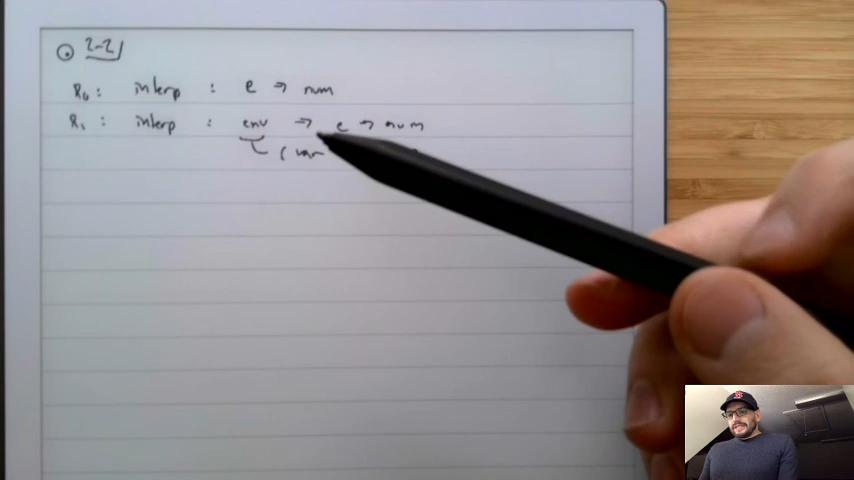 2-2/
R₀ : interp : e → num
R₁ : interp : env → e → num
( var